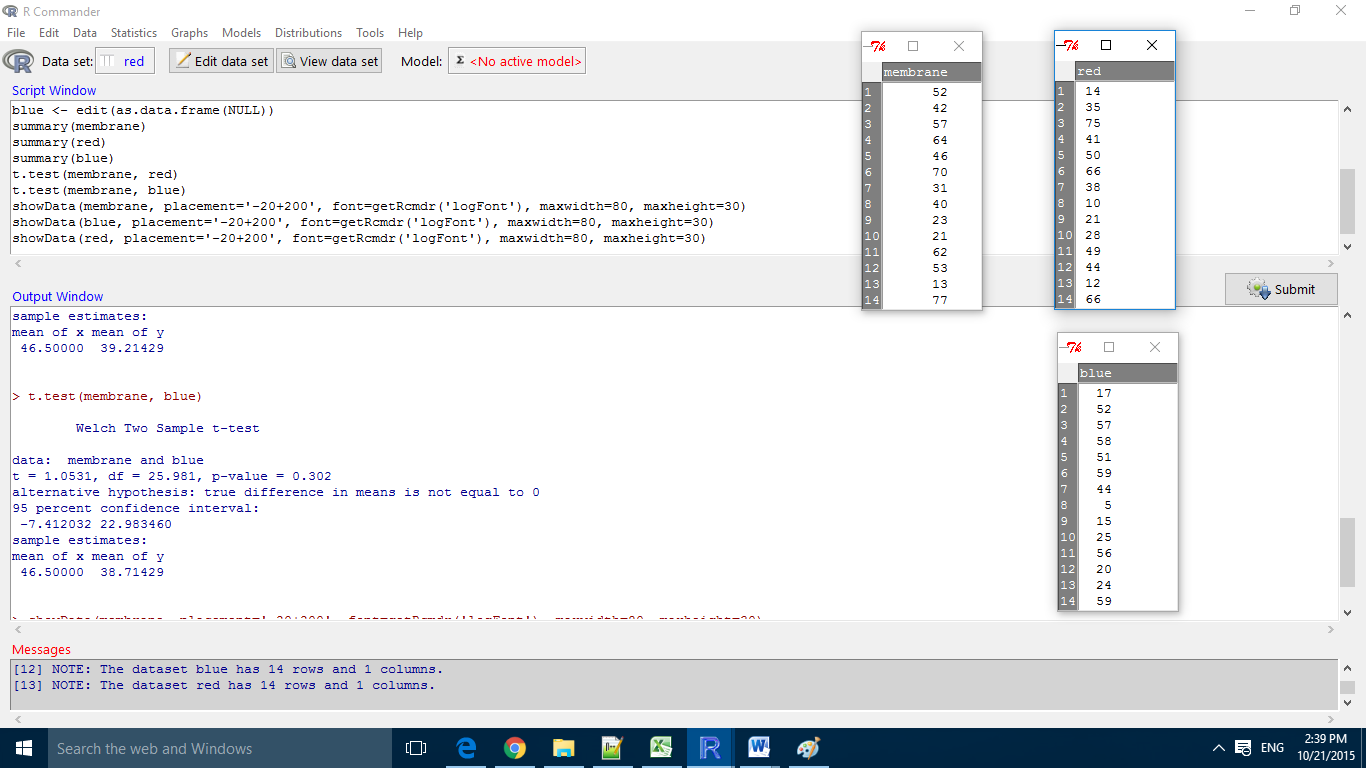 R Commander
File Edit Data Statistics Graphs Models Distributions Tools Help
Data set: red Edit data set View data set Model: Σ <No active model>
Script Window
blue <- edit(as.data.frame(NULL))
summary(membrane)
summary(red)
summary(blue)
t.test(membrane, red)
t.test(membrane, blue)
showData(membrane, placement='-20+200', font=getRcmdr('logFont'), maxwidth=80, maxheight=30)
showData(blue, placement='-20+200', font=getRcmdr('logFont'), maxwidth=80, maxheight=30)
showData(red, placement='-20+200', font=getRcmdr('logFont'), maxwidth=80, maxheight=30)
Submit
Output Window
sample estimates:
mean of x mean of y
46.50000 39.21429
> t.test(membrane, blue)
Welch Two Sample t-test
data: membrane and blue
t = 1.0531, df = 25.981, p-value = 0.302
alternative hypothesis: true difference in means is not equal to 0
95 percent confidence interval:
-7.412032 22.983460
sample estimates:
mean of x mean of y
46.50000 38.71429
> showData(membrane, placement='-20+200', font=getRcmdr('logFont'), maxwidth=80, maxheight=30)
Messages
[12] NOTE: The dataset blue has 14 rows and 1 columns.
[13] NOTE: The dataset red has 14 rows and 1 columns.
membrane
1 52
2 42
3 57
4 64
5 46
6 70
7 31
8 40
9 23
10 21
11 62
12 53
13 13
14 77
red
1 14
2 35
3 75
4 41
5 50
6 66
7 38
8 10
9 21
10 28
11 49
12 44
13 12
14 66
blue
1 17
2 52
3 57
4 58
5 51
6 59
7 44
8 5
9 15
10 25
11 56
12 20
13 24
14 59
Search the web and Windows
ENG
2:39 PM
10/21/2015